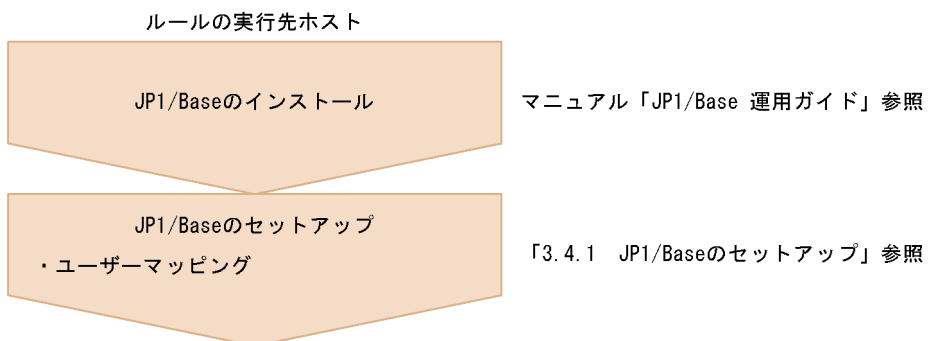 ルールの実行先ホスト
JP1/Baseのインストール
マニュアル「JP1/Base 運用ガイド」参照
JP1/Baseのセットアップ
・ユーザーマッピング
「3.4.1 JP1/Baseのセットアップ」参照